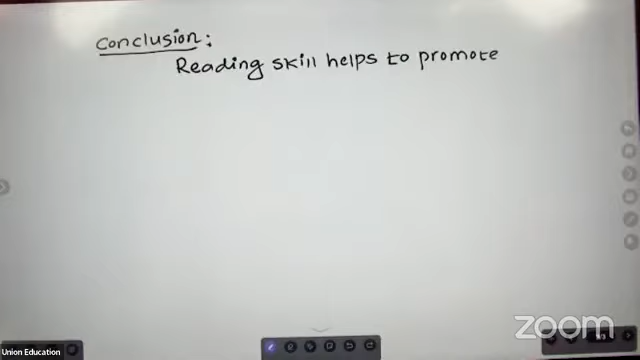 Conclusion:
Reading skill helps to promote
zoom
Union Education